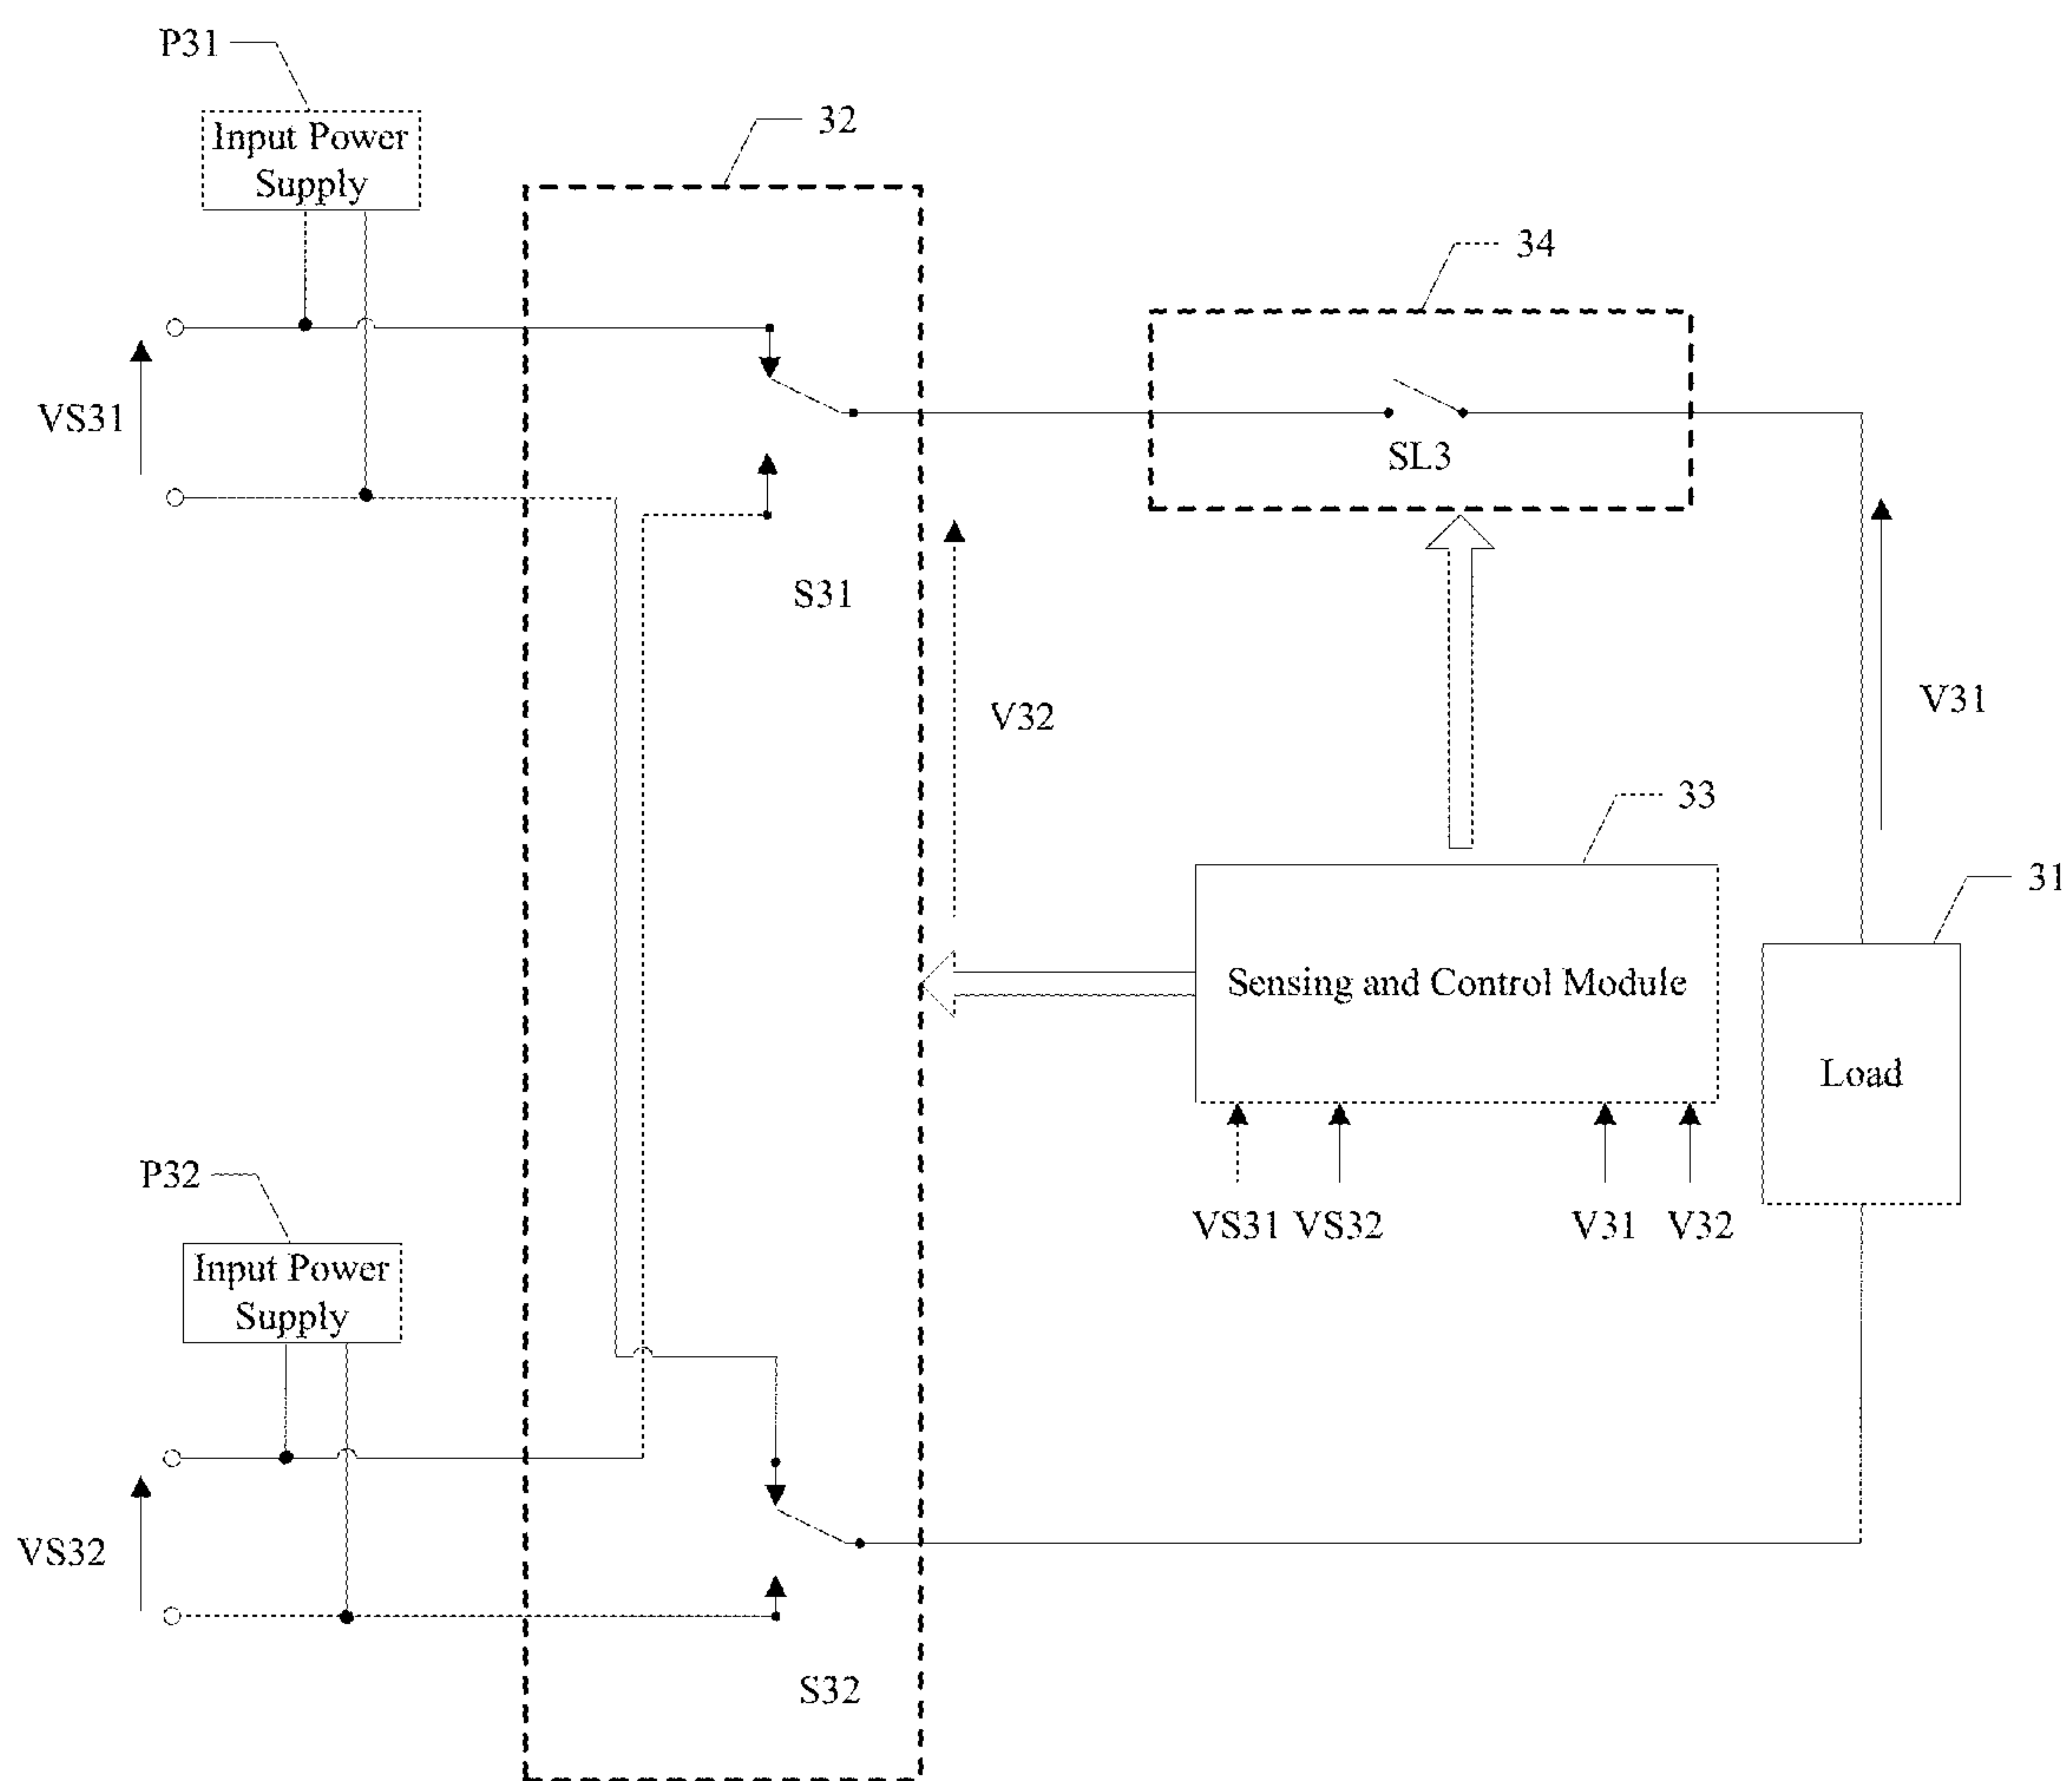 P31
Input Power
Supply
32
34
VS31
SL3
S31
V32
V31
33
31
Sensing and Control Module
Load
P32
VS31 VS32 V31 V32
Input Power
Supply
VS32
S32